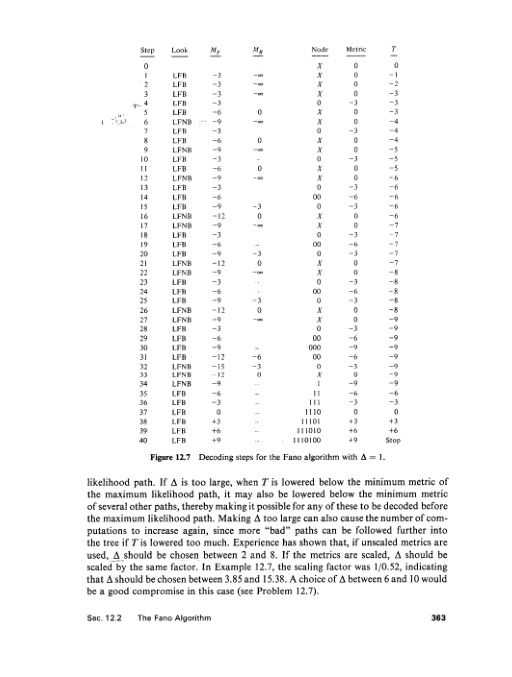 Step Look M_F M_B Node Metric T
0 X 0 0
1 LFB −3 −∞ X 0 −1
2 LFB −3 −∞ X 0 −2
3 LFB −3 −∞ X 0 −3
4 LFB −3 0 −3 −3
5 LFB −6 0 X 0 −3
6 LFNB −9 −∞ X 0 −4
7 LFB −3 0 −3 −4
8 LFB −6 0 X 0 −4
9 LFNB −9 −∞ X 0 −5
10 LFB −3 - 0 −3 −5
11 LFB −6 0 X 0 −5
12 LFNB −9 −∞ X 0 −6
13 LFB −3 0 −3 −6
14 LFB −6 00 −6 −6
15 LFB −9 −3 0 −3 −6
16 LFNB −12 0 X 0 −6
17 LFNB −9 −∞ X 0 −7
18 LFB −3 0 −3 −7
19 LFB −6 - 00 −6 −7
20 LFB −9 −3 0 −3 −7
21 LFNB −12 0 X 0 −7
22 LFNB −9 −∞ X 0 −8
23 LFB −3 0 −3 −8
24 LFB −6 00 −6 −8
25 LFB −9 −3 0 −3 −8
26 LFNB −12 0 X 0 −8
27 LFNB −9 −∞ X 0 −9
28 LFB −3 0 −3 −9
29 LFB −6 00 −6 −9
30 LFB −9 - 000 −9 −9
31 LFB −12 −6 00 −6 −9
32 LFNB −15 −3 0 −3 −9
33 LFNB −12 0 X 0 −9
34 LFNB −9 1 −9 −9
35 LFB −6 - 11 −6 −6
36 LFB −3 111 −3 −3
37 LFB 0 - 1110 0 0
38 LFB +3 11101 +3 +3
39 LFB +6 111010 +6 +6
40 LFB +9 1110100 +9 Stop
Figure 12.7 Decoding steps for the Fano algorithm with Δ = 1.
likelihood path. If Δ is too large, when T is lowered below the minimum metric of
the maximum likelihood path, it may also be lowered below the minimum metric
of several other paths, thereby making it possible for any of these to be decoded before
the maximum likelihood path. Making Δ too large can also cause the number of com-
putations to increase again, since more "bad" paths can be followed further into
the tree if T is lowered too much. Experience has shown that, if unscaled metrics are
used, Δ should be chosen between 2 and 8. If the metrics are scaled, Δ should be
scaled by the same factor. In Example 12.7, the scaling factor was 1/0.52, indicating
that Δ should be chosen between 3.85 and 15.38. A choice of Δ between 6 and 10 would
be a good compromise in this case (see Problem 12.7).
Sec. 12.2 The Fano Algorithm 363